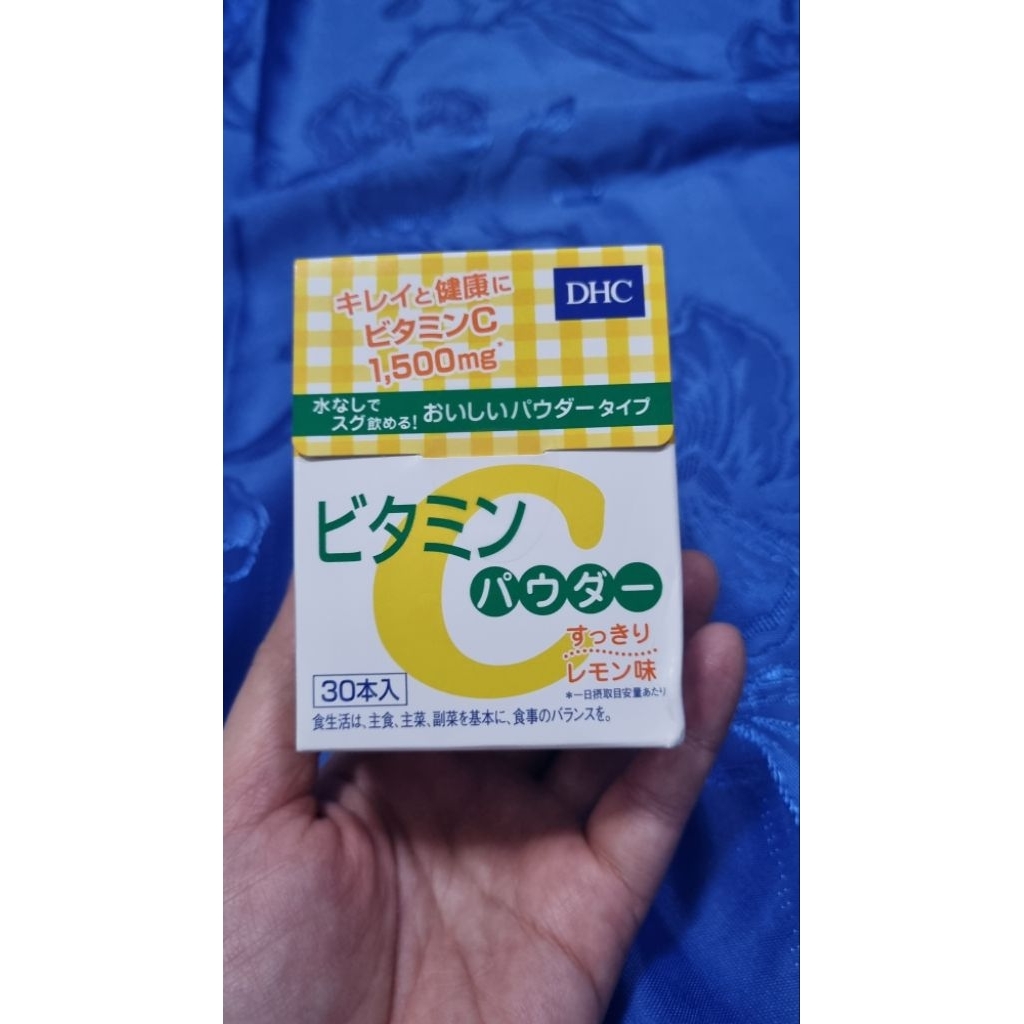 キレイと健康に
DHC
ビタミンC
1,500mg*
水なしで
スグ飲める!
おいしいパウダータイプ
ビタミン
C
パウダー
すっきり
レモン味
30本入
*一日摂取目安量あたり
食生活は、主食、主菜、副菜を基本に、食事のバランスを。